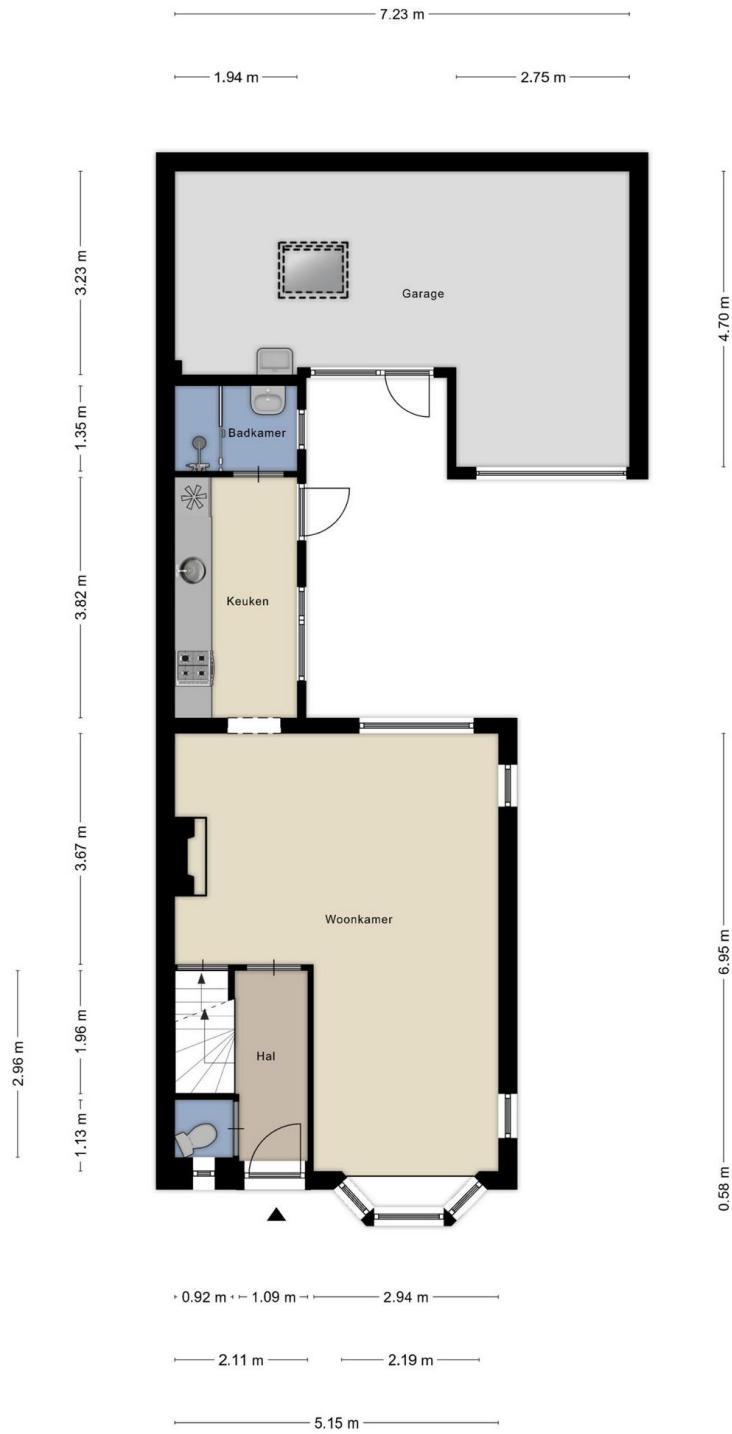 7.23 m
1.94 m
2.75 m
3.23 m
4.70 m
Garage
1.35 m
Badkamer
3.82 m
Keuken
3.67 m
Woonkamer
6.95 m
2.96 m
1.96 m
Hal
1.13 m
0.58 m
0.92 m
1.09 m
2.94 m
2.11 m
2.19 m
5.15 m